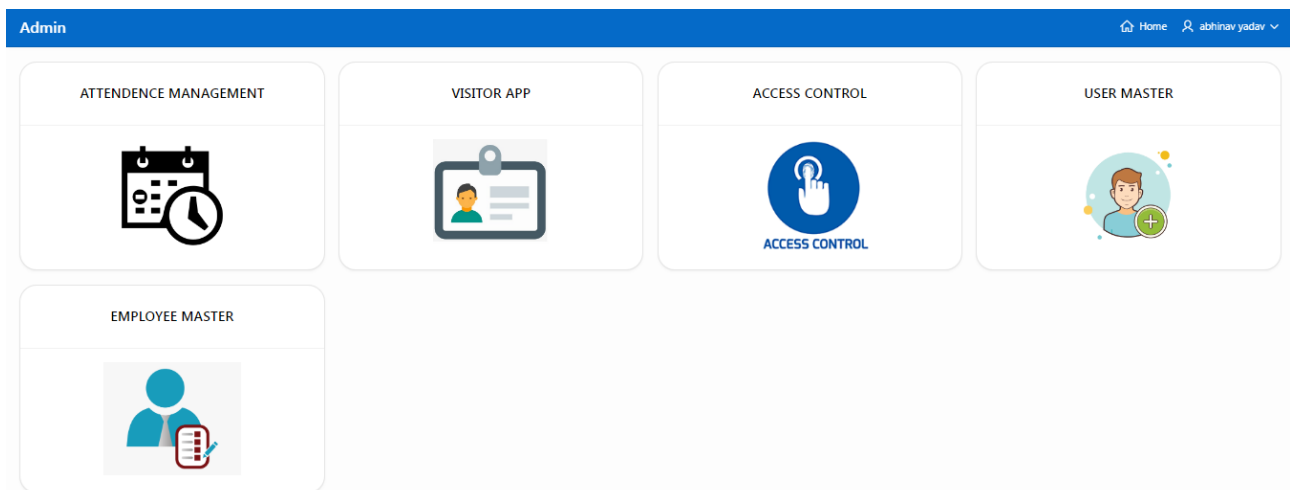 Admin
Home abhinav yadav
ATTENDENCE MANAGEMENT
VISITOR APP
ACCESS CONTROL
USER MASTER
ACCESS CONTROL
EMPLOYEE MASTER